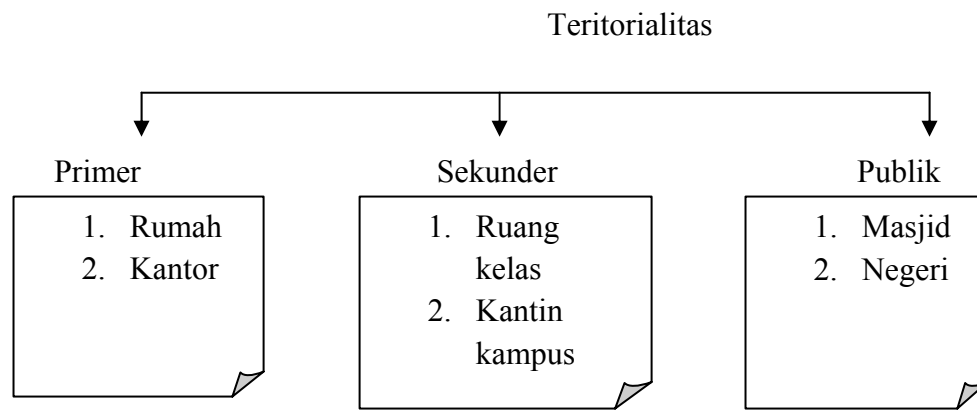 Teritorialitas
Primer
1. Rumah
2. Kantor
Sekunder
1. Ruang
kelas
2. Kantin
kampus
Publik
1. Masjid
2. Negeri